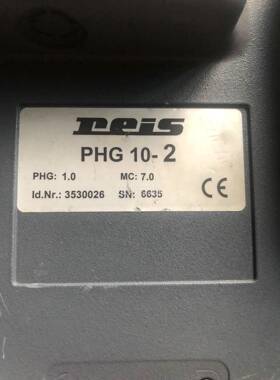 reis
PHG 10-2
PHG: 1.0 MC: 7.0
Id.Nr.: 3530026 SN: 6635
CE